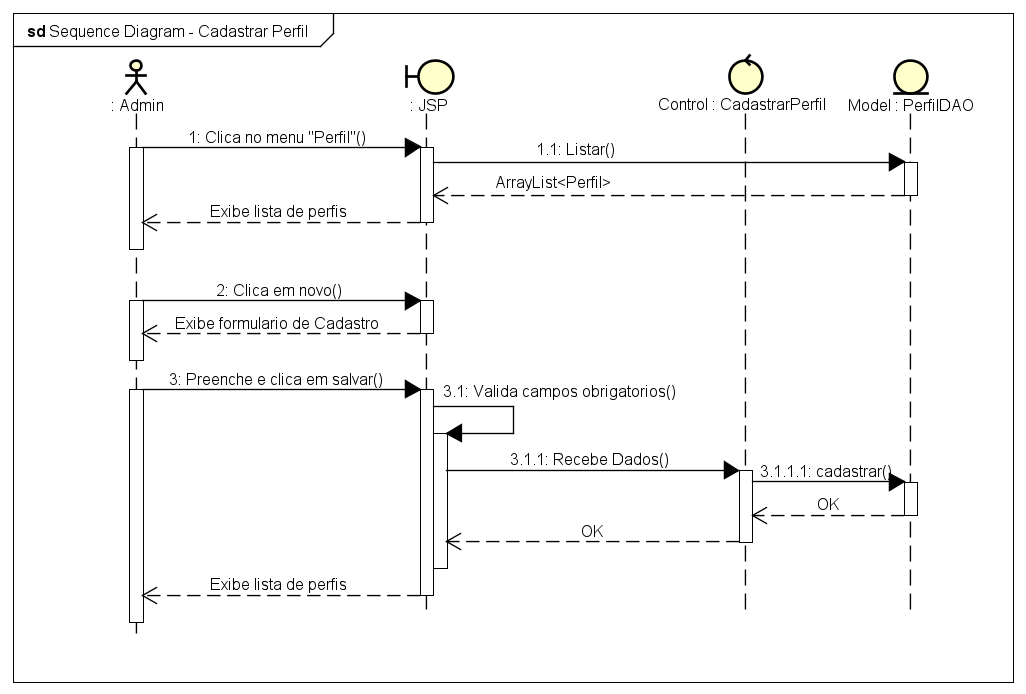 sd Sequence Diagram - Cadastrar Perfil
: Admin
: JSP
Control : CadastrarPerfil
Model : PerfilDAO
1: Clica no menu "Perfil"()
1.1: Listar()
ArrayList<Perfil>
Exibe lista de perfis
2: Clica em novo()
Exibe formulario de Cadastro
3: Preenche e clica em salvar()
3.1: Valida campos obrigatorios()
3.1.1: Recebe Dados()
3.1.1.1: cadastrar()
OK
OK
Exibe lista de perfis